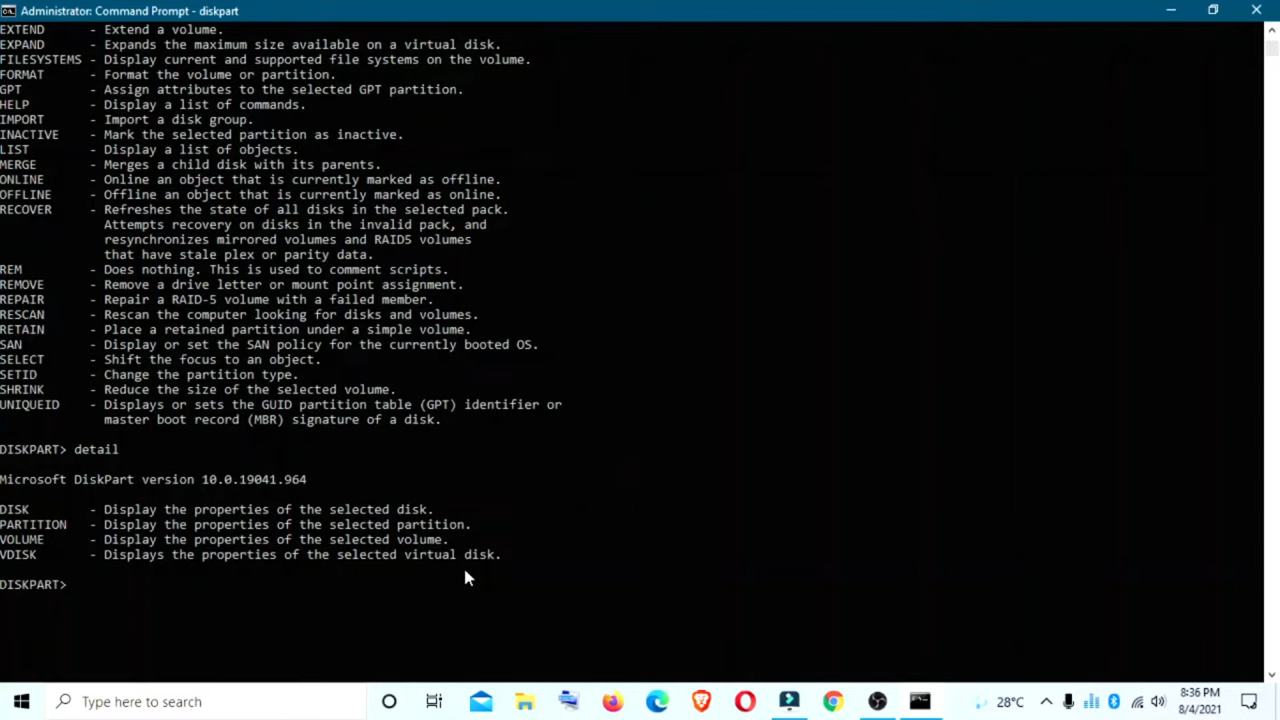 Administrator: Command Prompt - diskpart
EXTEND - Extend a volume.
EXPAND - Expands the maximum size available on a virtual disk.
FILESYSTEMS - Display current and supported file systems on the volume.
FORMAT - Format the volume or partition.
GPT - Assign attributes to the selected GPT partition.
HELP - Display a list of commands.
IMPORT - Import a disk group.
INACTIVE - Mark the selected partition as inactive.
LIST - Display a list of objects.
MERGE - Merges a child disk with its parents.
ONLINE - Online an object that is currently marked as offline.
OFFLINE - Offline an object that is currently marked as online.
RECOVER - Refreshes the state of all disks in the selected pack.
Attempts recovery on disks in the invalid pack, and
resynchronizes mirrored volumes and RAID5 volumes
that have stale plex or parity data.
REM - Does nothing. This is used to comment scripts.
REMOVE - Remove a drive letter or mount point assignment.
REPAIR - Repair a RAID-5 volume with a failed member.
RESCAN - Rescan the computer looking for disks and volumes.
RETAIN - Place a retained partition under a simple volume.
SAN - Display or set the SAN policy for the currently booted OS.
SELECT - Shift the focus to an object.
SETID - Change the partition type.
SHRINK - Reduce the size of the selected volume.
UNIQUEID - Displays or sets the GUID partition table (GPT) identifier or
master boot record (MBR) signature of a disk.
DISKPART> detail
Microsoft DiskPart version 10.0.19041.964
DISK - Display the properties of the selected disk.
PARTITION - Display the properties of the selected partition.
VOLUME - Display the properties of the selected volume.
VDISK - Displays the properties of the selected virtual disk.
DISKPART>
Type here to search
28°C
8:36 PM
8/4/2021